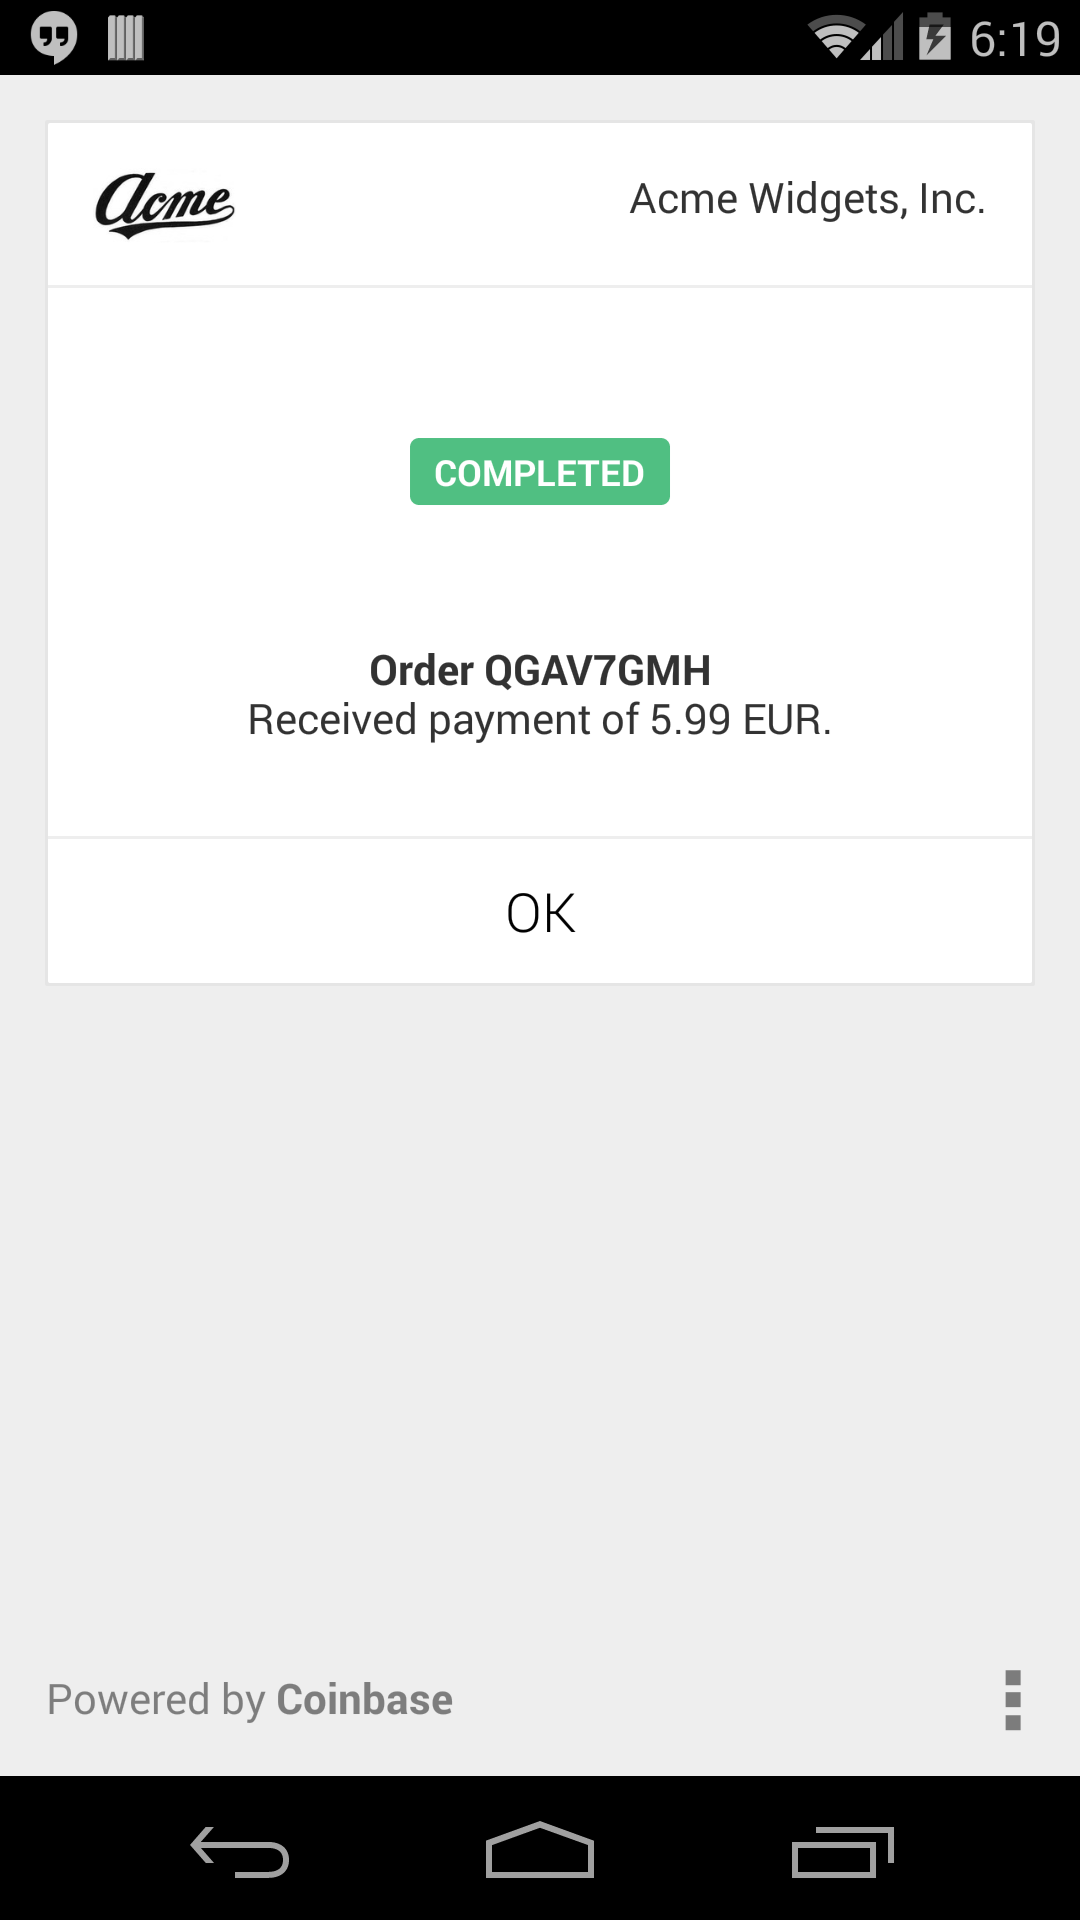 6:19
Acme
Acme Widgets, Inc.
COMPLETED
Order QGAV7GMH
Received payment of 5.99 EUR.
OK
Powered by Coinbase